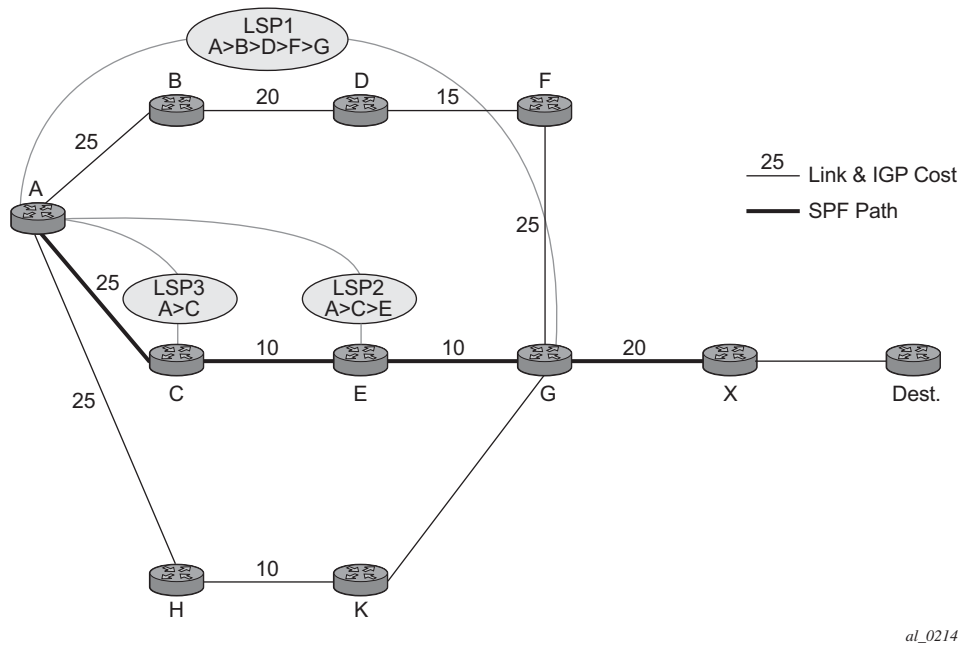 LSP1
A>B>D>F>G
B
D
F
20
15
25
25
Link & IGP Cost
A
SPF Path
25
25
LSP3
A>C
LSP2
A>C>E
10
10
20
C
E
G
X
Dest.
25
10
H
K
al_0214